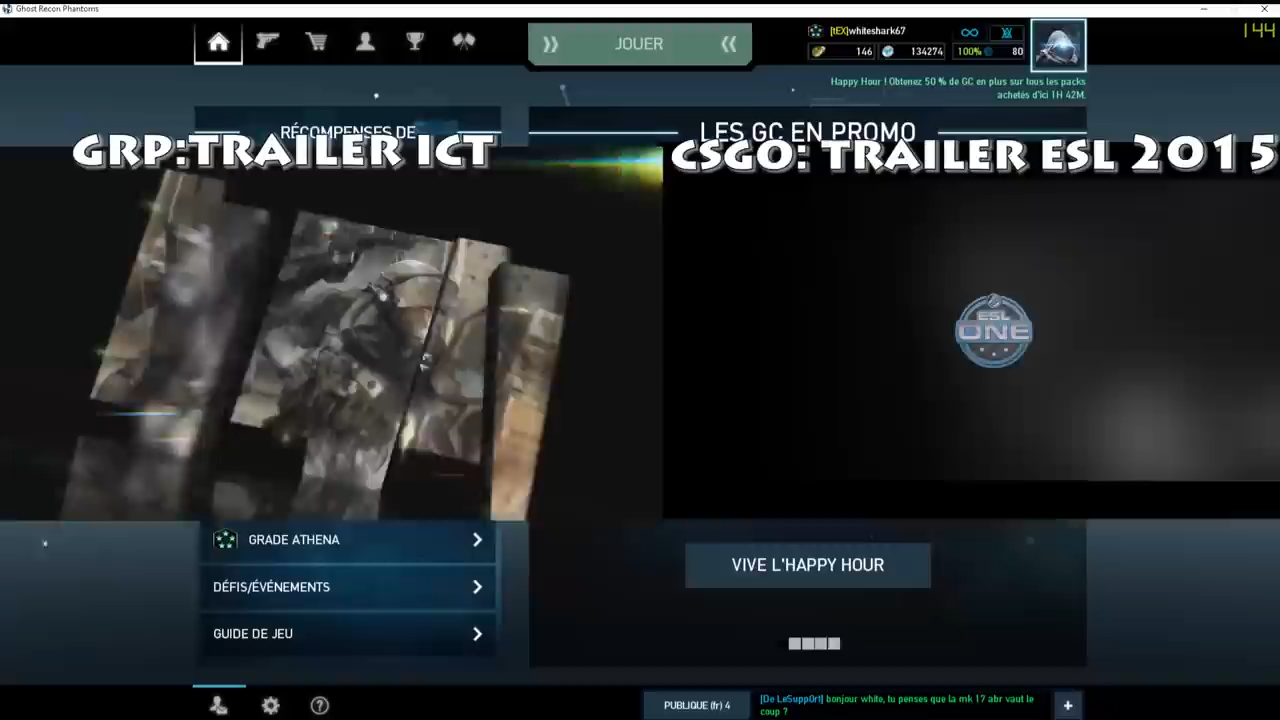 Ghost Recon Phantoms
JOUER
[tEX]whiteshark67
146
134274
100%
80
144
Happy Hour ! Obtenez 50 % de GC en plus sur tous les packs
achetés d'ici 1H 42M.
RÉCOMPENSES DE
LES GC EN PROMO
GRP:TRAILER ICT
CSGO: TRAILER ESL 2015
ESL
ONE
GRADE ATHENA
DÉFIS/ÉVÉNEMENTS
GUIDE DE JEU
VIVE L'HAPPY HOUR
PUBLIQUE (fr) 4
[De LeSupp0rt] bonjour white, tu penses que la mk 17 abr vaut le
coup ?